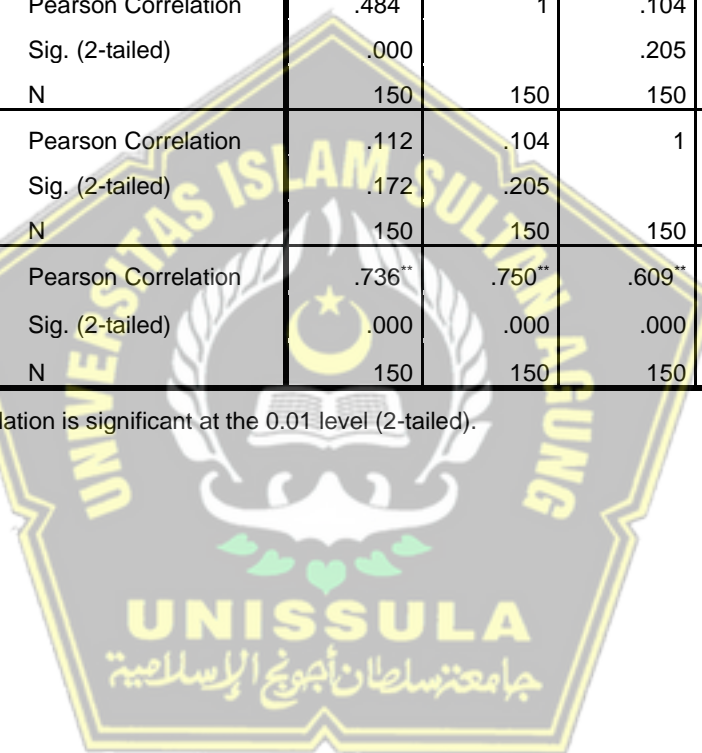 Pearson Correlation .484 1 .104
Sig. (2-tailed) .000 .205
N 150 150 150
Pearson Correlation .112 .104 1
Sig. (2-tailed) .172 .205
N 150 150 150
Pearson Correlation .736** .750** .609**
Sig. (2-tailed) .000 .000 .000
N 150 150 150
lation is significant at the 0.01 level (2-tailed).
UNIVERSITAS ISLAM SULTAN AGUNG
UNISSULA
جامعة سلطان أجونج الإسلامية